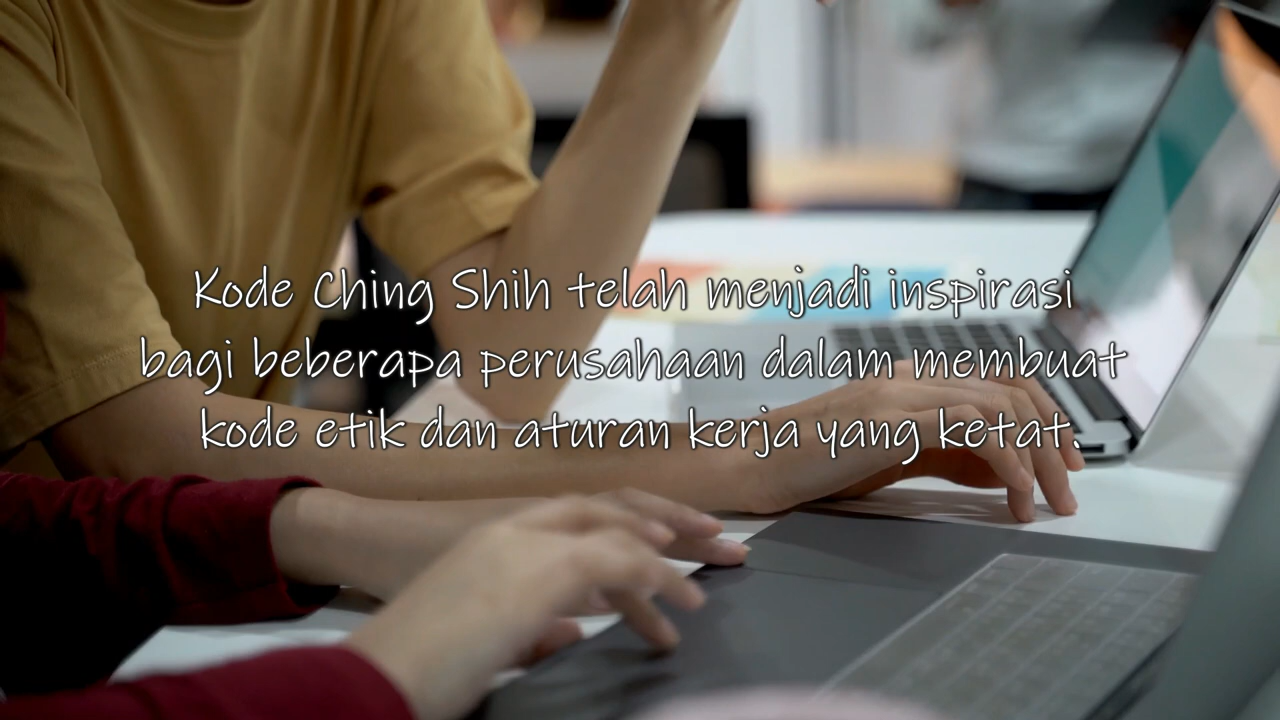 Kode Ching Shih telah menjadi inspirasi
bagi beberapa perusahaan dalam membuat
kode etik dan aturan kerja yang ketat.